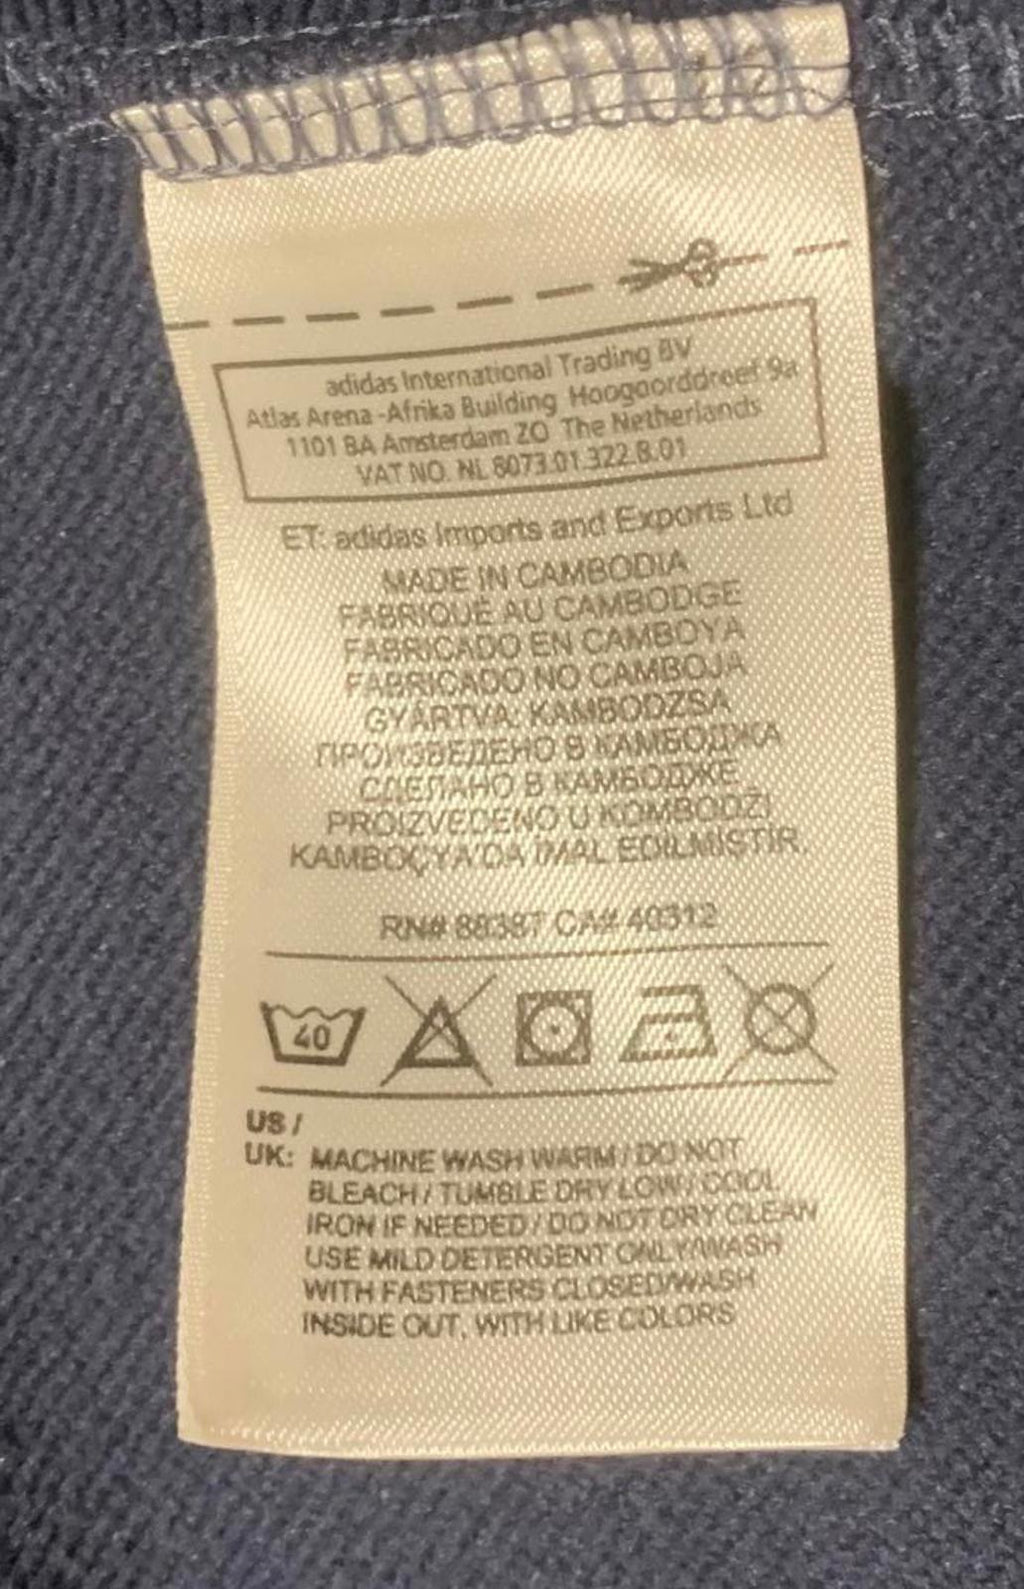 adidas International Trading BV
Atlas Arena -Afrika Building Hoogoorddreef 9a
1101 BA Amsterdam ZO The Netherlands
VAT NO. NL 8073.01.322.B.01
ET: adidas Imports and Exports Ltd
MADE IN CAMBODIA
FABRIQUÉ AU CAMBODGE
FABRICADO EN CAMBOYA
FABRICADO NO CAMBOJA
GYÁRTVA: KAMBODZSA
ПРОИЗВЕДЕНО В КАМБОДЖА
СДЕЛАНО В КАМБОДЖЕ
PROIZVEDENO U KOMBODŽI
KAMBOÇYA'DA IMAL EDILMISTIR.
RN# 88387 CA# 40312
40
US /
UK: MACHINE WASH WARM / DO NOT
BLEACH / TUMBLE DRY LOW / COOL
IRON IF NEEDED / DO NOT DRY CLEAN
USE MILD DETERGENT ONLY/WASH
WITH FASTENERS CLOSED/WASH
INSIDE OUT, WITH LIKE COLORS